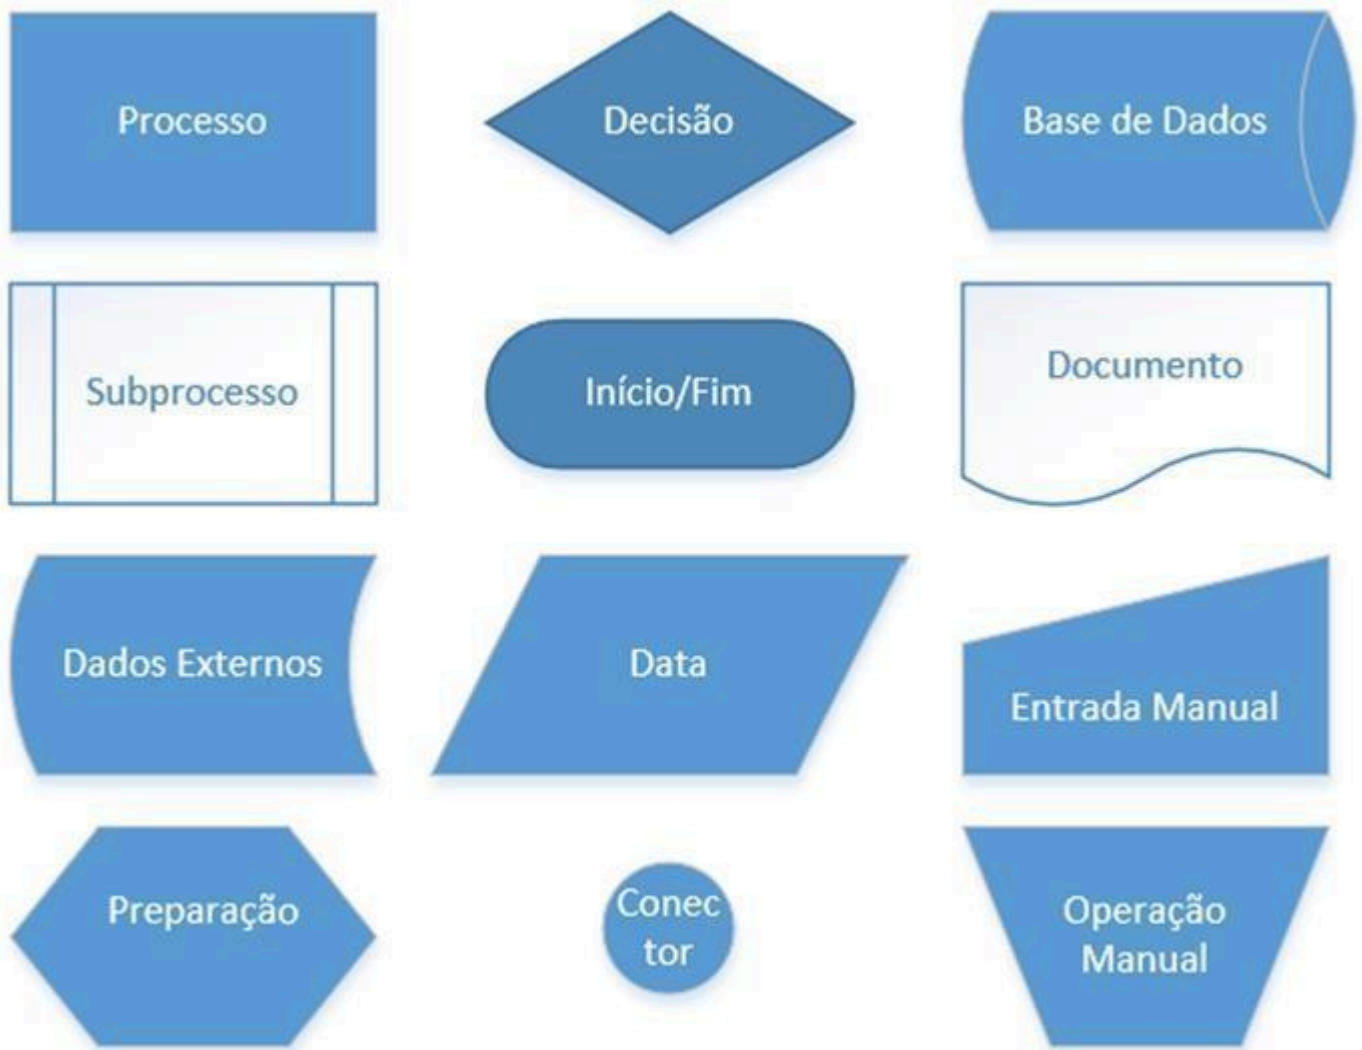 Processo
Decisão
Base de Dados
Subprocesso
Início/Fim
Documento
Dados Externos
Data
Entrada Manual
Preparação
Conec
tor
Operação
Manual